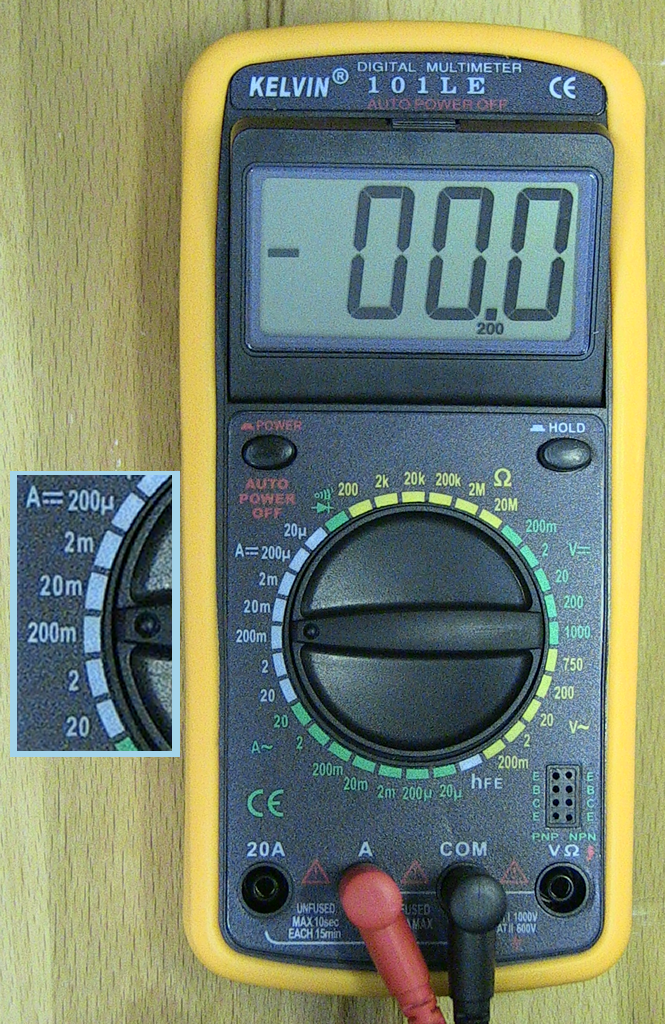 DIGITAL MULTIMETER
KELVIN® 101LE CE
AUTO POWER OFF
- 00.0
200
POWER
HOLD
AUTO
POWER
OFF
200 2k 20k 200k 2M Ω 20M
20µ
A⎓ 200µ
2m
20m
200m
2
20
200m
2 V⎓
20
200
1000
750
200
20 V~
2
200m
20
A~ 2
200m
20m
2m
200µ
20µ
hFE
A⎓ 200µ
2m
20m
200m
2
20
CE
E E
B B
C C
E E
PNP NPN
20A A COM VΩ
UNFUSED
MAX 10sec
EACH 15min
MAX
1000V
600V